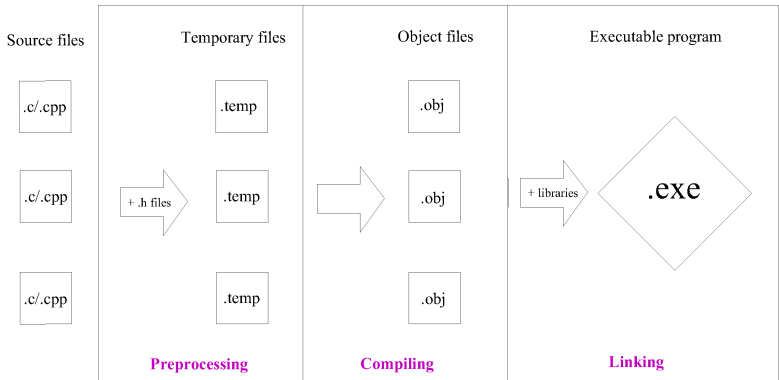 Source files
Temporary files
Object files
Executable program
.c/.cpp
.temp
.obj
.c/.cpp
+ .h files
.temp
.obj
+ libraries
.exe
.c/.cpp
.temp
.obj
Preprocessing
Compiling
Linking